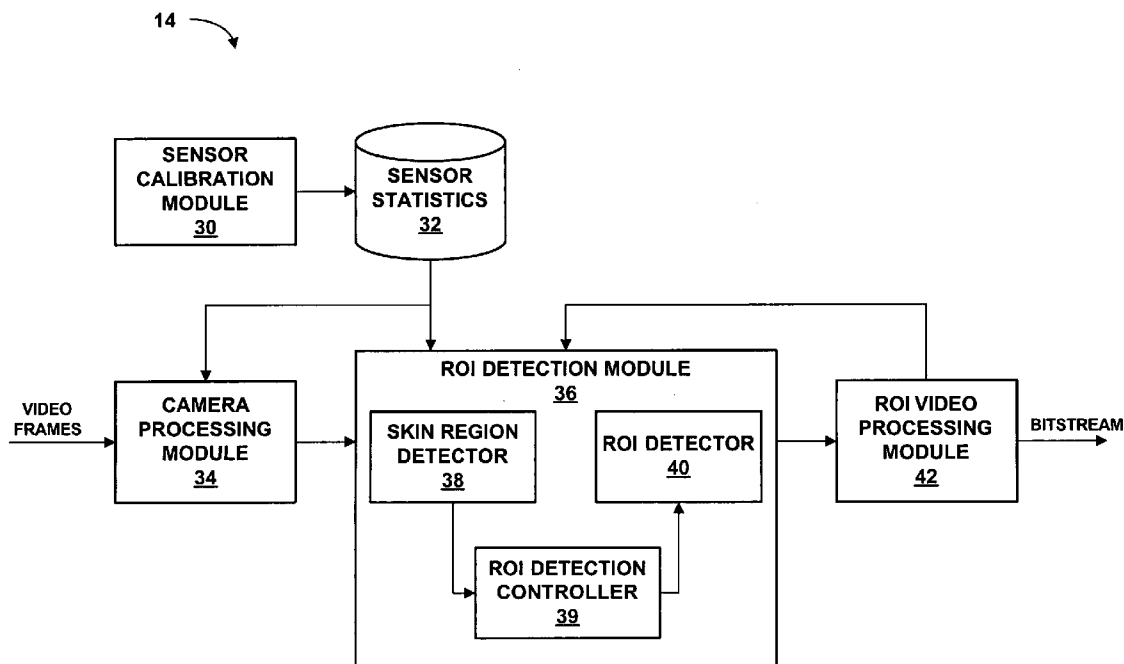 14
SENSOR
CALIBRATION
MODULE
30
SENSOR
STATISTICS
32
VIDEO
FRAMES
CAMERA
PROCESSING
MODULE
34
ROI DETECTION MODULE
36
SKIN REGION
DETECTOR
38
ROI DETECTOR
40
ROI DETECTION
CONTROLLER
39
ROI VIDEO
PROCESSING
MODULE
42
BITSTREAM